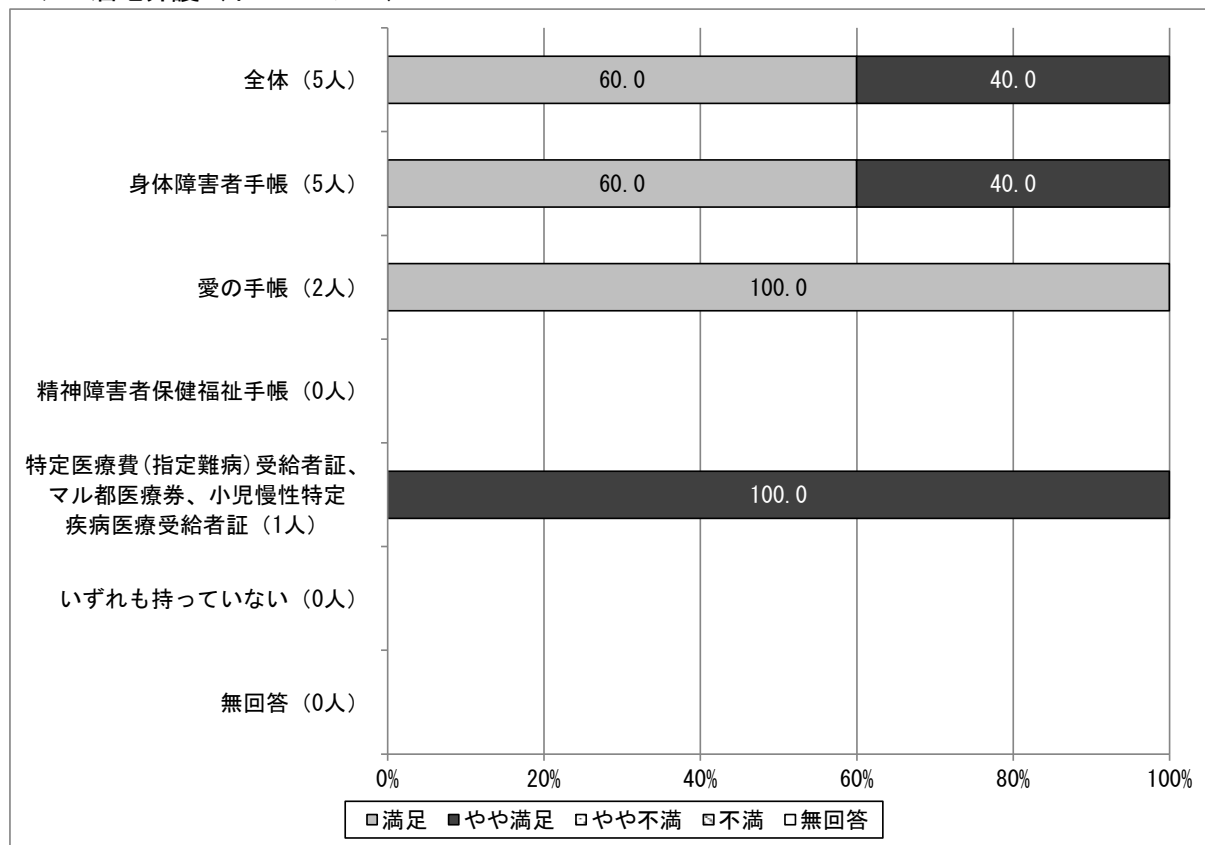 全体（5人）
60.0
40.0
身体障害者手帳（5人）
60.0
40.0
愛の手帳（2人）
100.0
精神障害者保健福祉手帳（0人）
特定医療費(指定難病)受給者証、
マル都医療券、小児慢性特定
疾病医療受給者証（1人）
100.0
いずれも持っていない（0人）
無回答（0人）
0%
20%
40%
60%
80%
100%
満足
やや満足
やや不満
不満
無回答